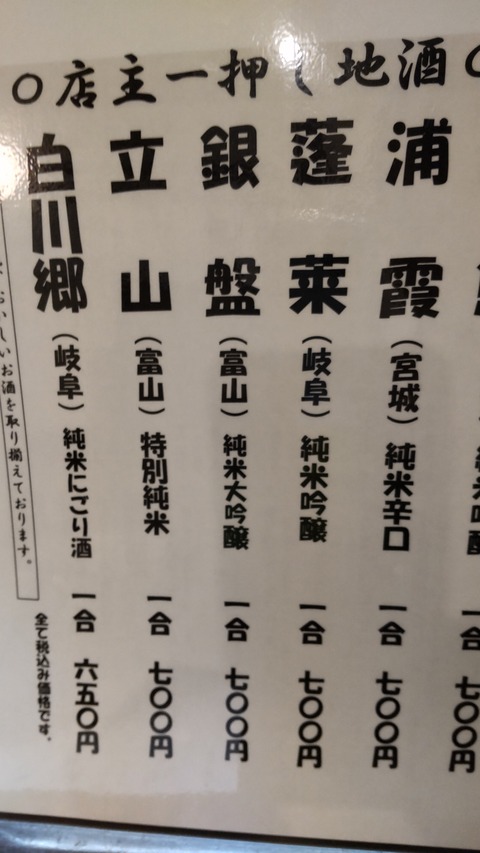 〇店主一押し地酒〇
浦霞（宮城）純米辛口 一合 七〇〇円
蓬莱（岐阜）純米吟醸 一合 七〇〇円
銀盤（富山）純米大吟醸 一合 七〇〇円
立山（富山）特別純米 一合 七〇〇円
白川郷（岐阜）純米にごり酒 一合 六五〇円
おいしいお酒を取り揃えております。
全て税込み価格です。